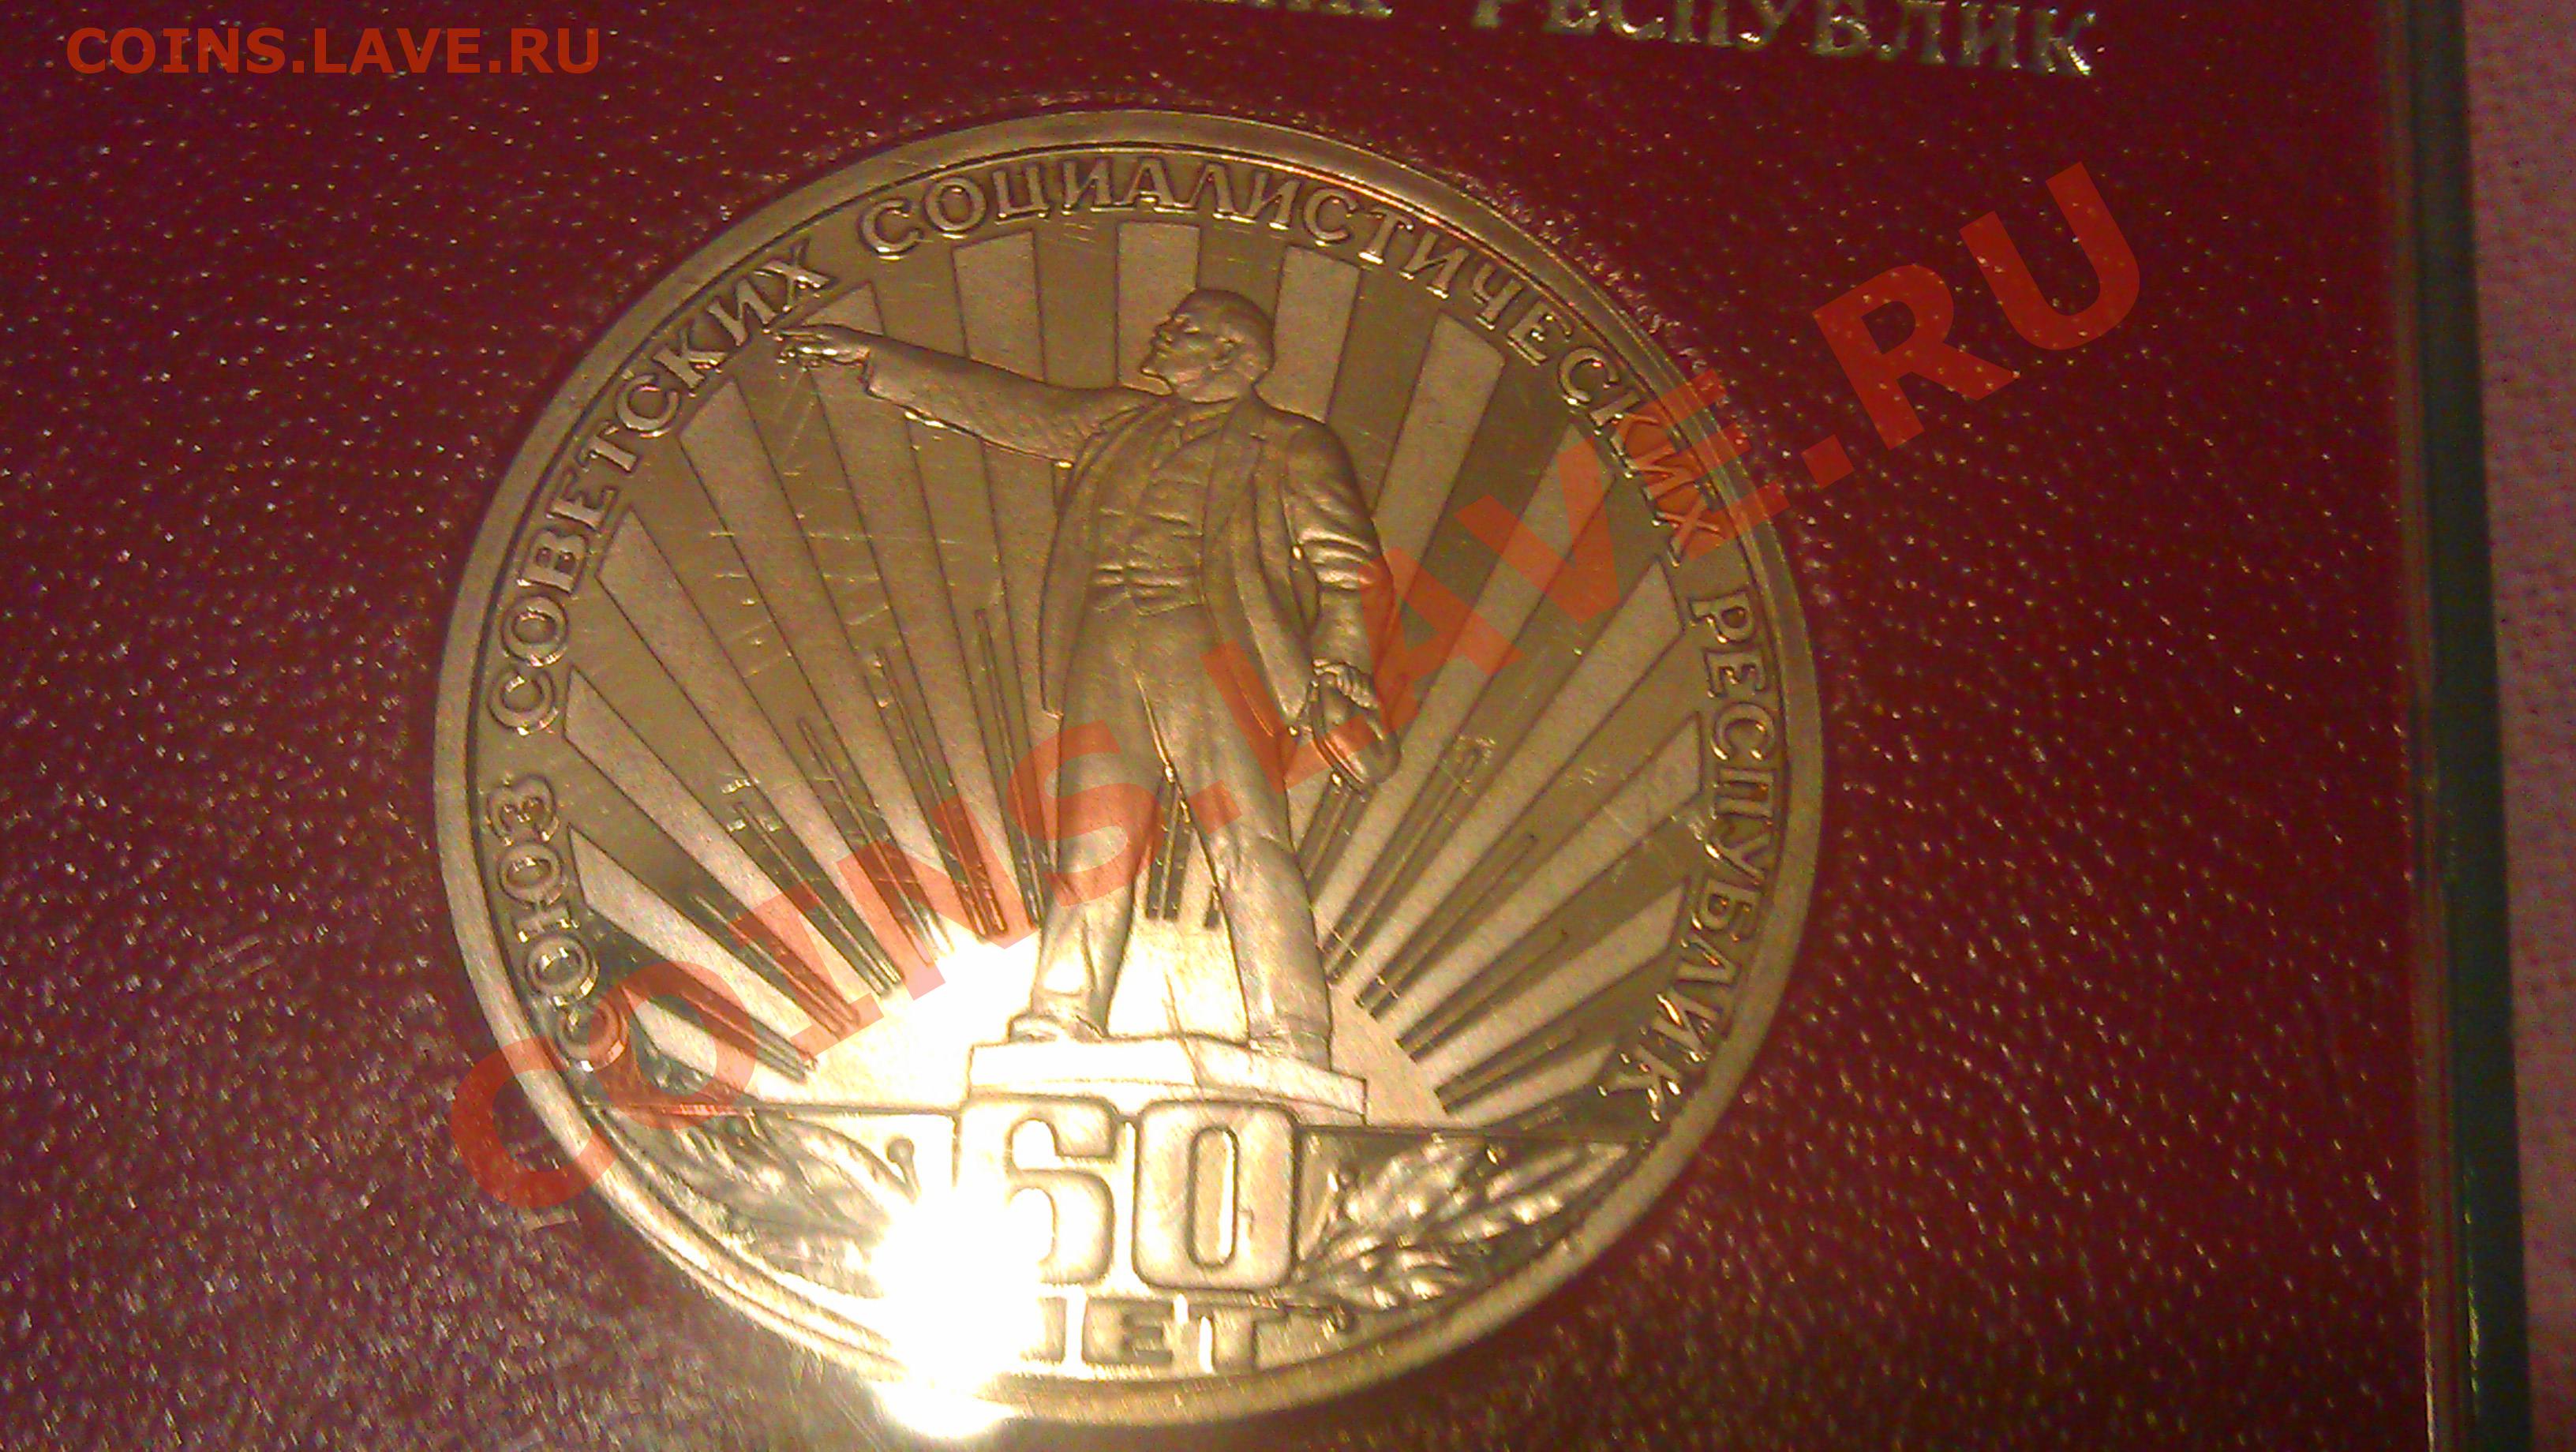 COINS.LAVE.RU
РЕСПУБЛИК
СОЮЗ СОВЕТСКИХ СОЦИАЛИСТИЧЕСКИХ РЕСПУБЛИК
60
ЛЕТ
COINS.LAVE.RU